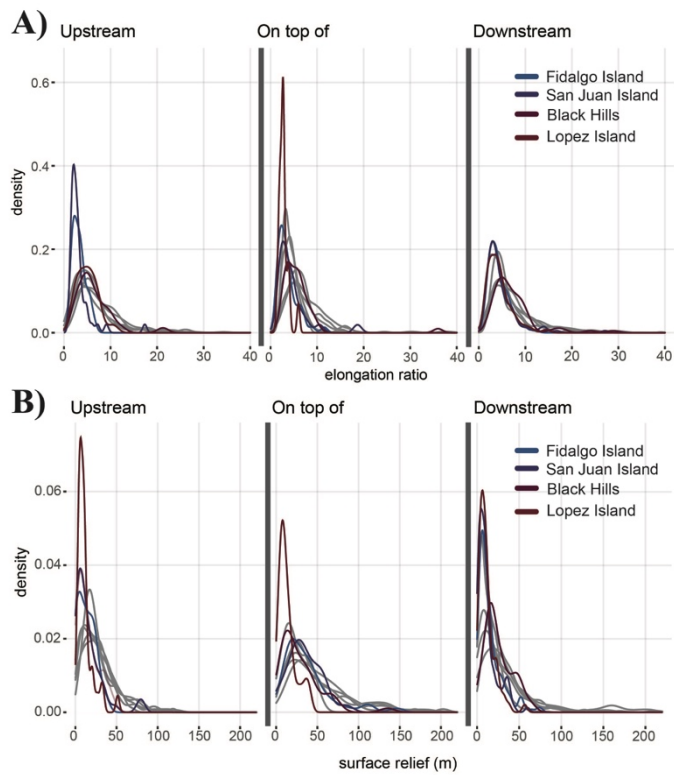 A)
Upstream
On top of
Downstream
Fidalgo Island
San Juan Island
Black Hills
Lopez Island
density
0.6
0.4
0.2
0.0
0 10 20 30 40
0 10 20 30 40
0 10 20 30 40
elongation ratio
B)
Upstream
On top of
Downstream
Fidalgo Island
San Juan Island
Black Hills
Lopez Island
density
0.06
0.04
0.02
0.00
0 50 100 150 200
0 50 100 150 200
0 50 100 150 200
surface relief (m)